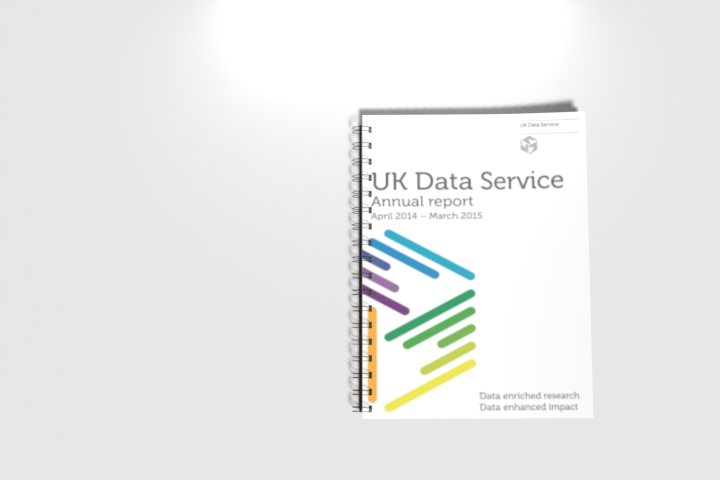 UK Data Service
UK Data Service
Annual report
April 2014 – March 2015
Data enriched research
Data enhanced impact